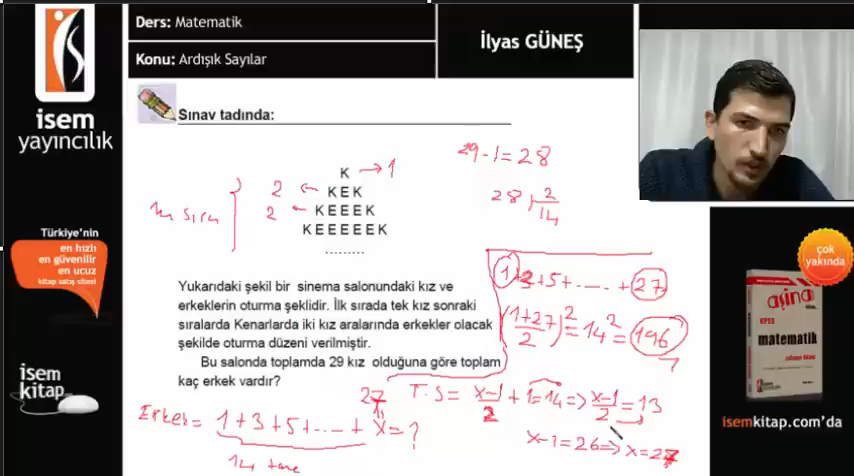 Ders: Matematik
Konu: Ardışık Sayılar
İlyas GÜNEŞ
isem
yayıncılık
Türkiye'nin
en hızlı
en güvenilir
en ucuz
kitap satış sitesi
isem
kitap
Sınav tadında:
K → 1
2 ← KEK
2 ← KEEEK
KEEEEEK
..........
29-1=28
28 | 2
14
1+3+5+......+27
(1+27/2)² = 14² = 196
Yukarıdaki şekil bir sinema salonundaki kız ve
erkeklerin oturma şeklidir. İlk sırada tek kız sonraki
sıralarda Kenarlarda iki kız aralarında erkekler olacak
şekilde oturma düzeni verilmiştir.
Bu salonda toplamda 29 kız olduğuna göre toplam
kaç erkek vardır?
27
T.S = x-1/2 + 1 = 14 ⇒ x-1/2 = 13
Erkek = 1+3+5+......+ x = ?
x-1=26 ⇒ x=27
14 tane
çok
yakında
KPSS
matematik
isemkitap.com'da